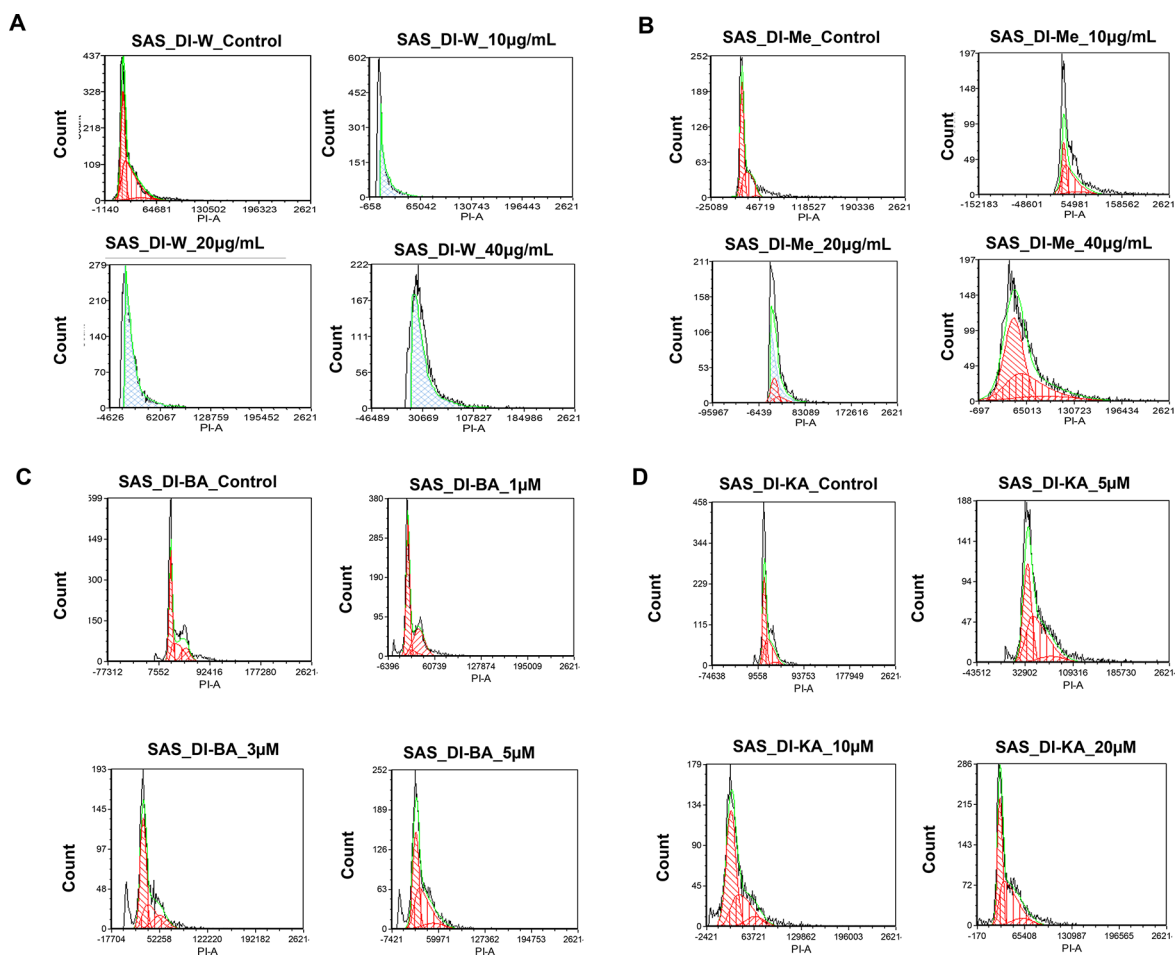 A
SAS_DI-W_Control
437
328
218
109
0
Count
-1140 64681 130502 196323 2621
PI-A
SAS_DI-W_10µg/mL
602
452
301
151
0
Count
-658 65042 130743 196443 2621
PI-A
SAS_DI-W_20µg/mL
279
210
140
70
0
Count
-4626 62067 128759 195452 2621
PI-A
SAS_DI-W_40µg/mL
222
167
111
56
0
Count
-46489 30669 107827 184986 2621
PI-A
B
SAS_DI-Me_Control
252
189
126
63
0
Count
-25089 46719 118527 190336 2621
PI-A
SAS_DI-Me_10µg/mL
197
148
99
49
0
Count
-152183 -48601 54981 158562 2621
PI-A
SAS_DI-Me_20µg/mL
211
158
106
53
0
Count
-95967 -6439 83089 172616 2621
PI-A
SAS_DI-Me_40µg/mL
197
148
99
49
0
Count
-697 65013 130723 196434 2621
PI-A
C
SAS_DI-BA_Control
599
149
300
150
0
Count
-77312 7552 92416 177280 2621-
PI-A
SAS_DI-BA_1µM
380
285
190
95
0
Count
-6396 60739 127874 195009 2621-
PI-A
SAS_DI-BA_3µM
193
145
97
48
0
Count
-17704 52258 122220 192182 2621-
PI-A
SAS_DI-BA_5µM
252
189
126
63
0
Count
-7421 59971 127362 194753 2621-
PI-A
D
SAS_DI-KA_Control
458
344
229
115
0
Count
-74638 9558 93753 177949 2621-
PI-A
SAS_DI-KA_5µM
188
141
94
47
0
Count
-43512 32902 109316 185730 2621-
PI-A
SAS_DI-KA_10µM
179
134
90
45
0
Count
-2421 63721 129862 196003 2621-
PI-A
SAS_DI-KA_20µM
286
215
143
72
0
Count
-170 65408 130987 196565 2621-
PI-A